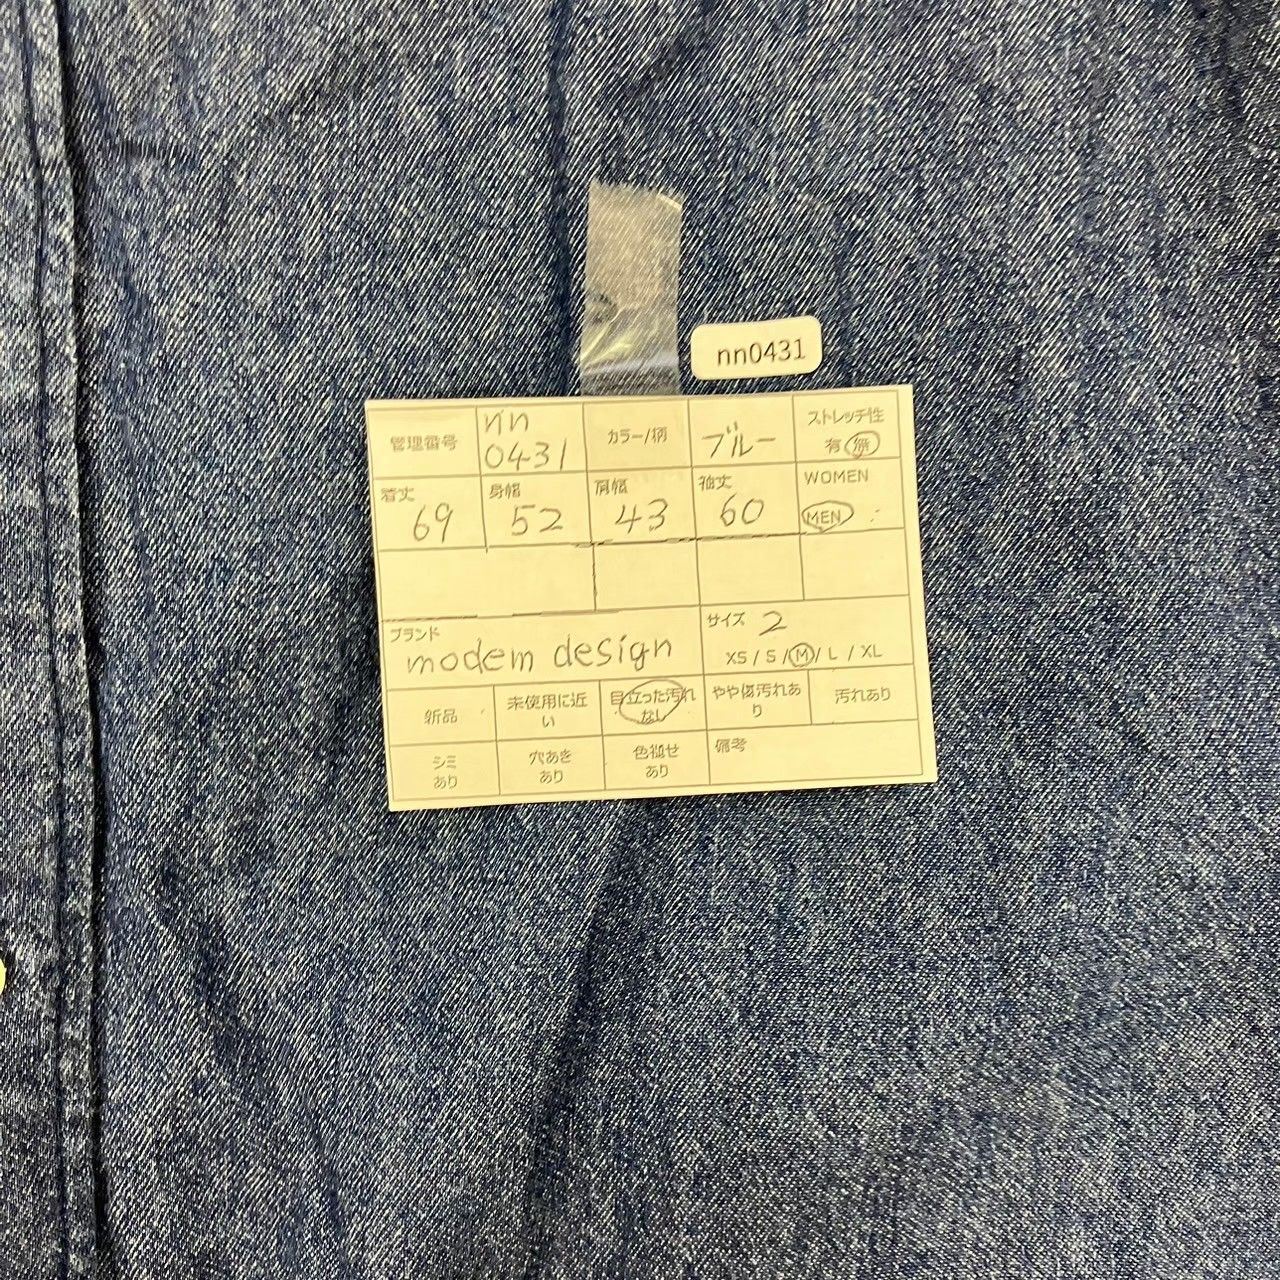 nn0431
管理番号
nn
0431
カラー/柄
ブルー
ストレッチ性
有 無
着丈
69
身幅
52
肩幅
43
袖丈
60
WOMEN
MEN
ブランド
modem design
サイズ 2
XS / S / M / L / XL
新品
未使用に近
い
目立った汚れ
なし
やや傷汚れあ
り
汚れあり
シミ
あり
穴あき
あり
色褪せ
あり
備考